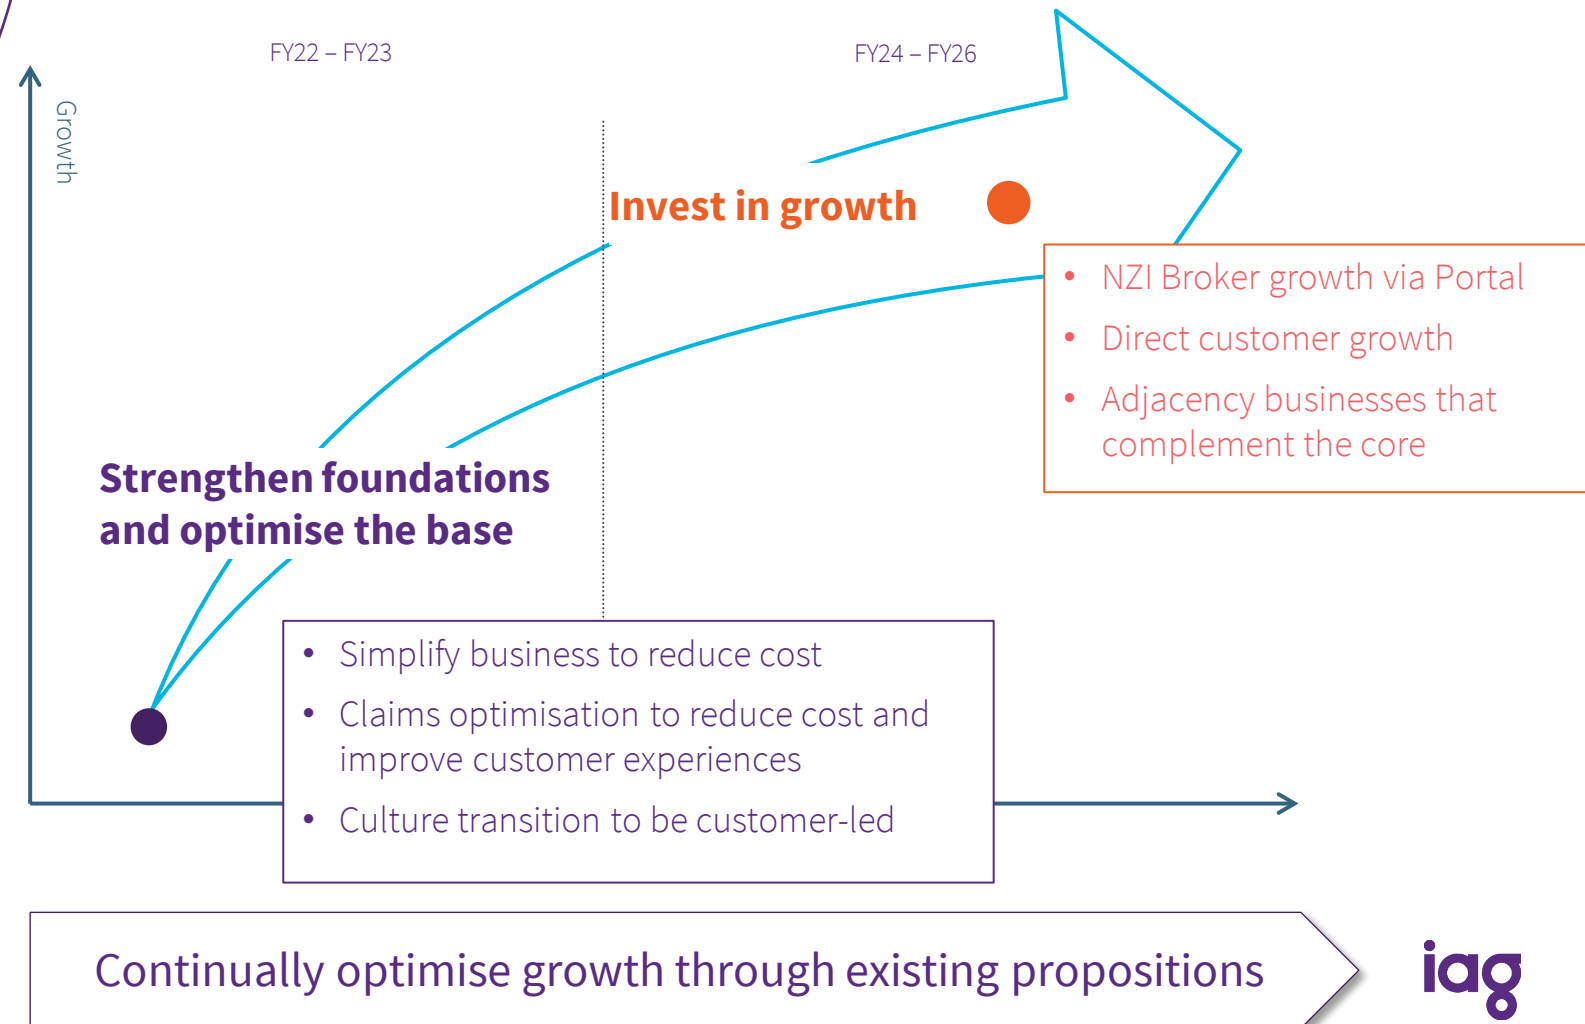 FY22 – FY23
FY24 – FY26
Growth
Invest in growth
• NZI Broker growth via Portal
• Direct customer growth
• Adjacency businesses that
complement the core
Strengthen foundations
and optimise the base
• Simplify business to reduce cost
• Claims optimisation to reduce cost and
improve customer experiences
• Culture transition to be customer-led
Continually optimise growth through existing propositions
iag